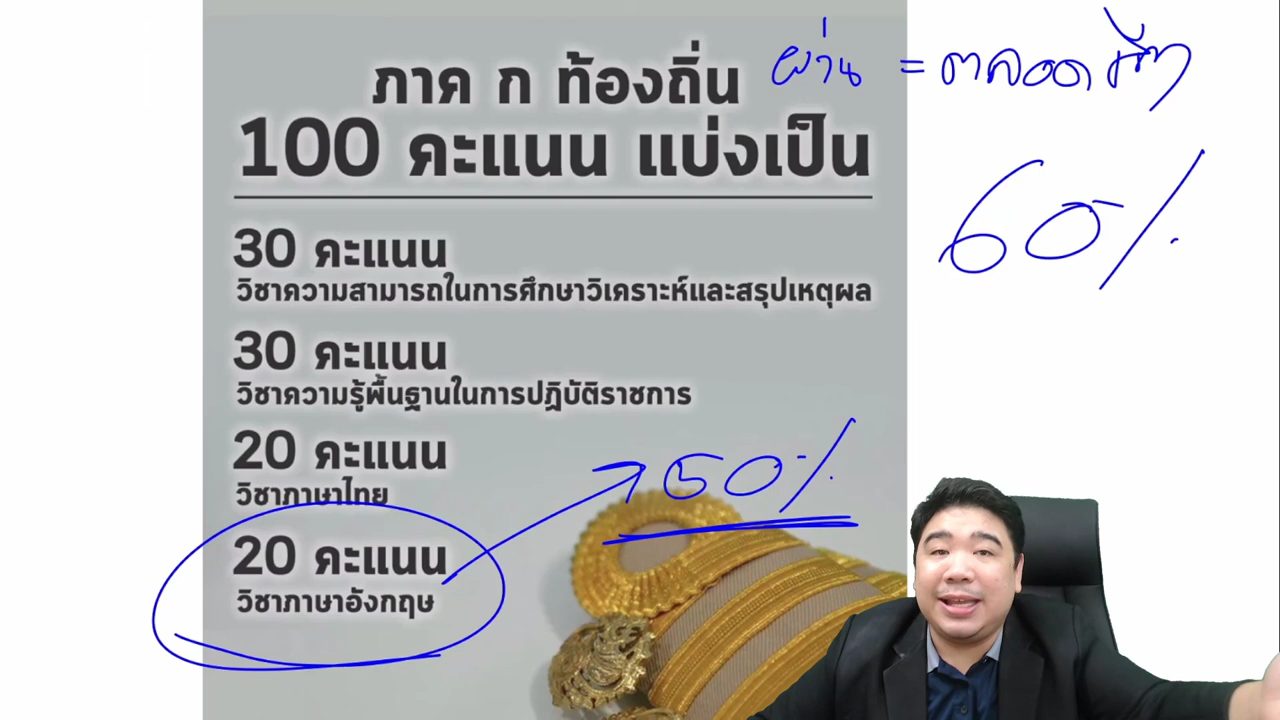 ภาค ก ท้องถิ่น
100 คะแนน แบ่งเป็น
30 คะแนน
วิชาความสามารถในการศึกษาวิเคราะห์และสรุปเหตุผล
30 คะแนน
วิชาความรู้พื้นฐานในการปฏิบัติราชการ
20 คะแนน
วิชาภาษาไทย
20 คะแนน
วิชาภาษาอังกฤษ
ผ่าน = ตลอดชีพ
60%
50%